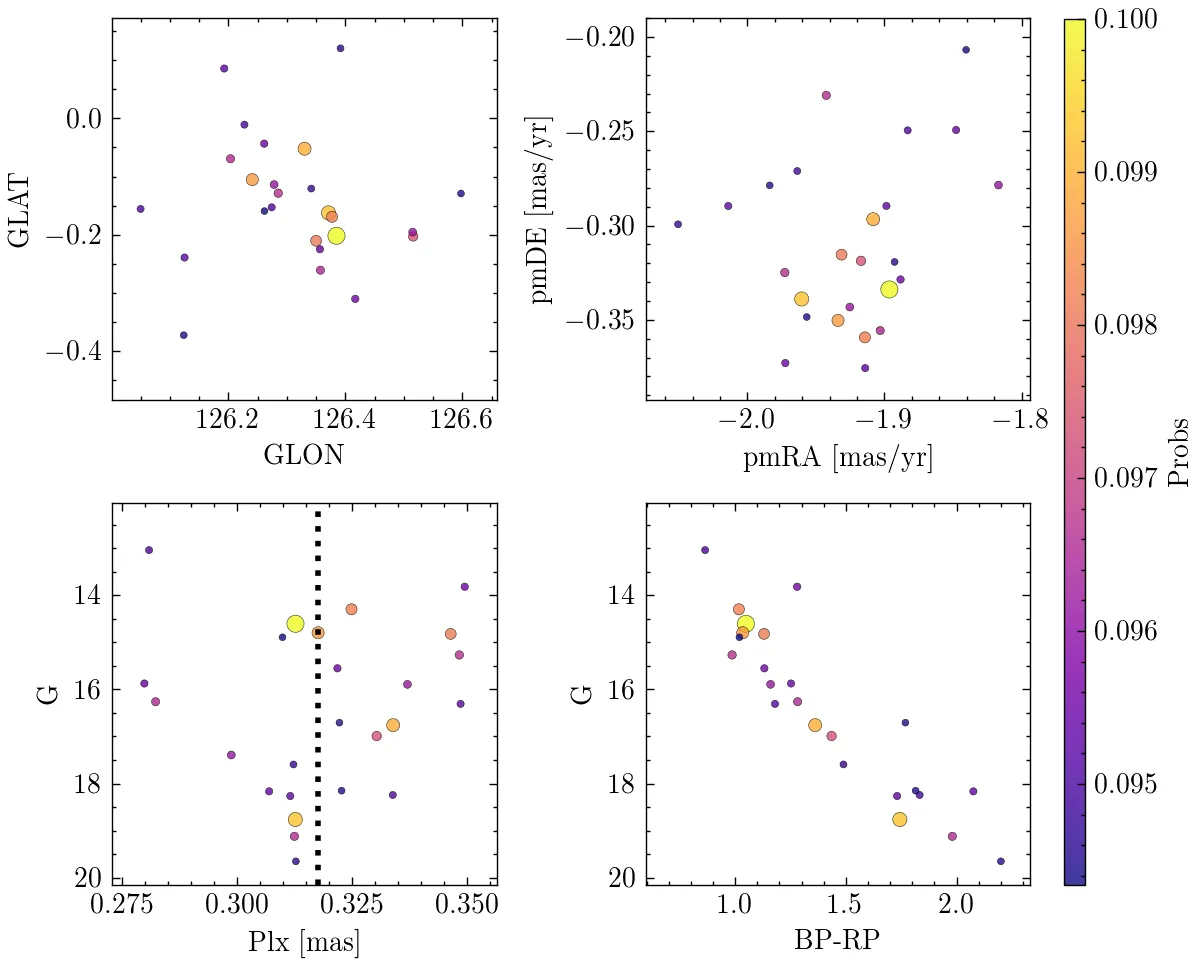 0.0
−0.2
−0.4
GLAT
126.2 126.4 126.6
GLON
−0.20
−0.25
−0.30
−0.35
pmDE [mas/yr]
−2.0 −1.9 −1.8
pmRA [mas/yr]
14
16
18
20
G
0.275 0.300 0.325 0.350
Plx [mas]
14
16
18
20
G
1.0 1.5 2.0
BP-RP
0.100
0.099
0.098
0.097
0.096
0.095
Probs